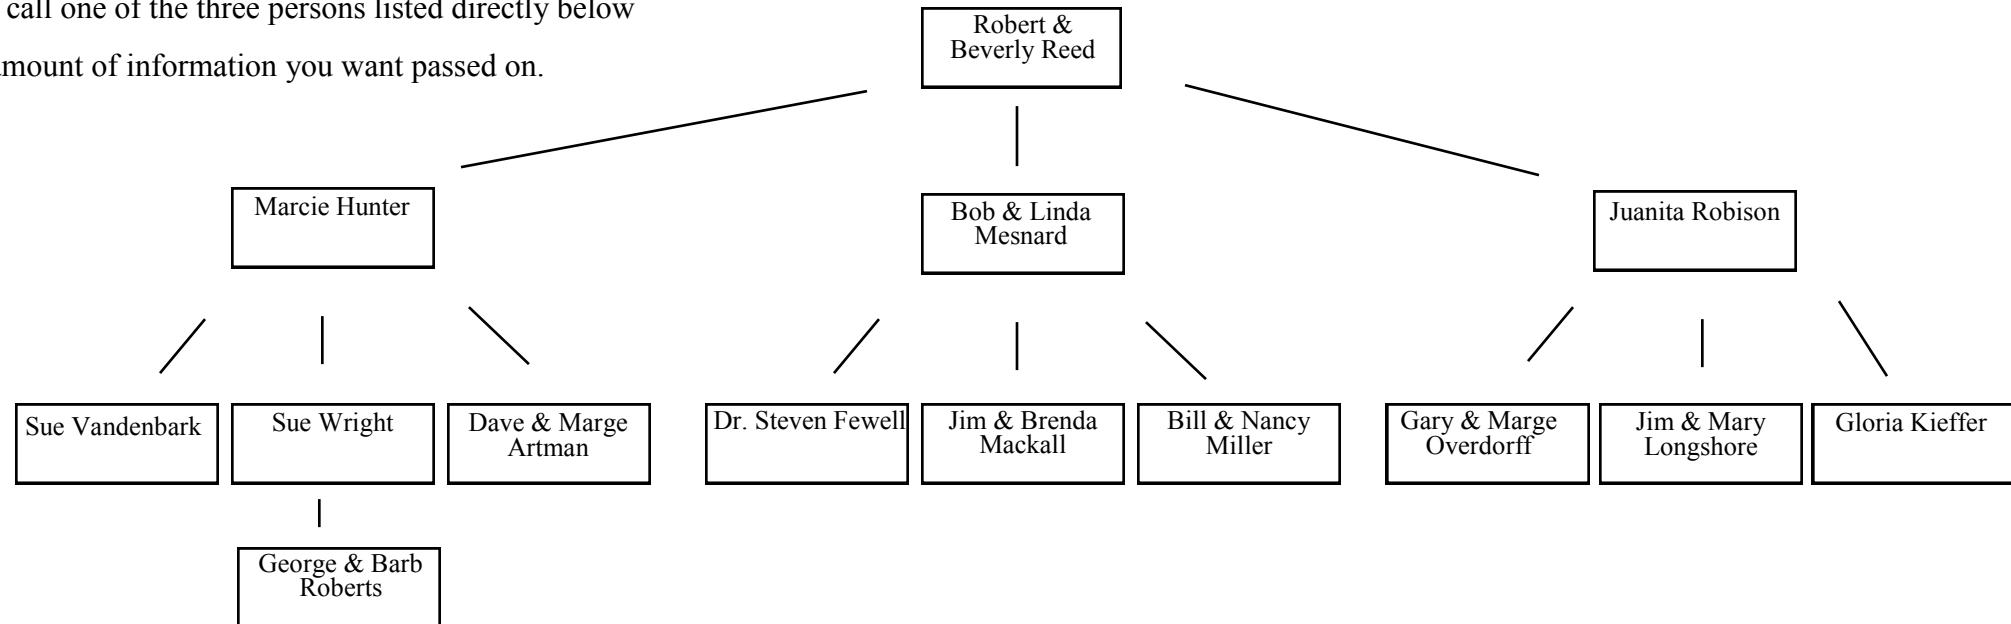 call one of the three persons listed directly below
amount of information you want passed on.
Robert &
Beverly Reed
Marcie Hunter
Bob & Linda
Mesnard
Juanita Robison
Sue Vandenbark
Sue Wright
Dave & Marge
Artman
Dr. Steven Fewell
Jim & Brenda
Mackall
Bill & Nancy
Miller
Gary & Marge
Overdorff
Jim & Mary
Longshore
Gloria Kieffer
George & Barb
Roberts